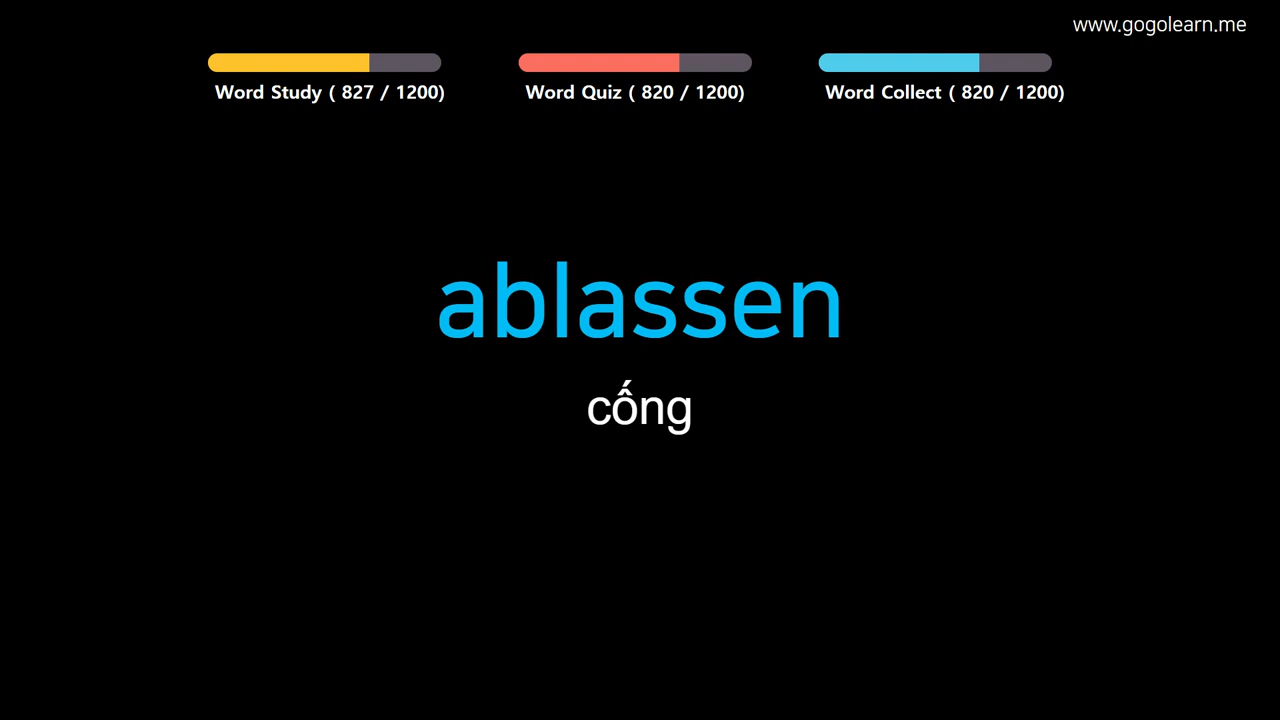 www.gogolearn.me
Word Study ( 827 / 1200)
Word Quiz ( 820 / 1200)
Word Collect ( 820 / 1200)
ablassen
cống